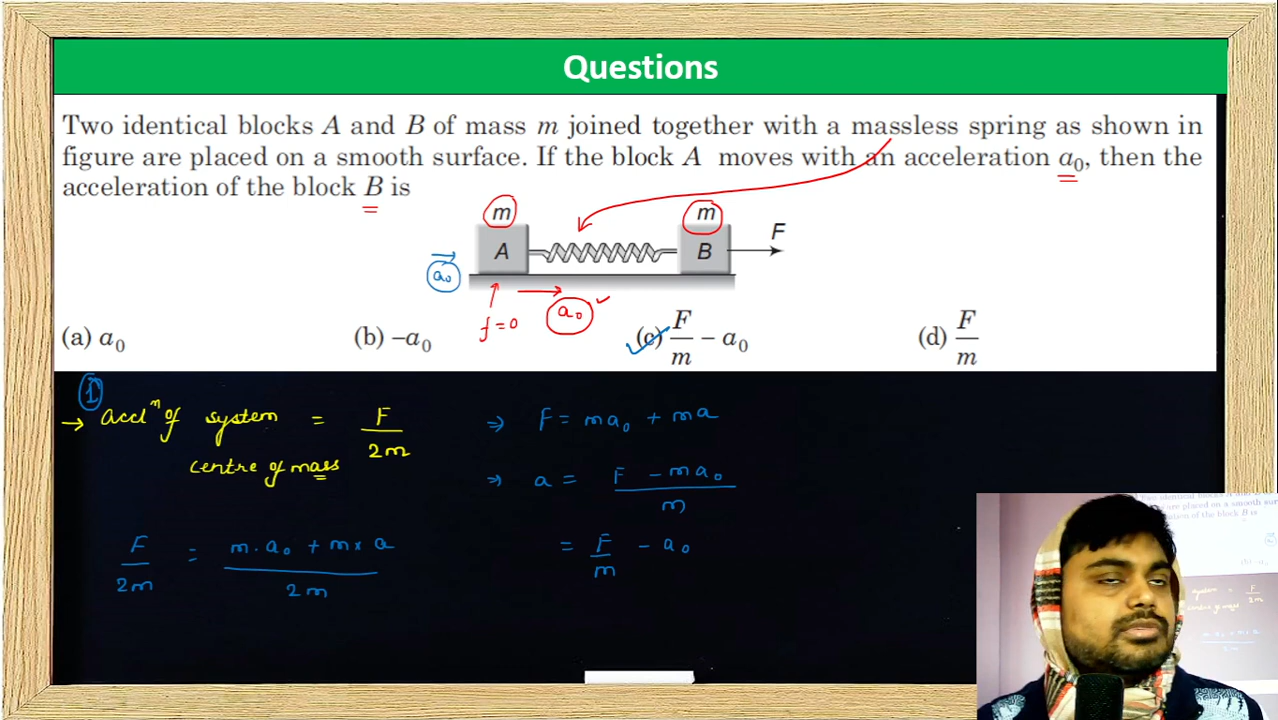 Questions
Two identical blocks A and B of mass m joined together with a massless spring as shown in
figure are placed on a smooth surface. If the block A moves with an acceleration a₀, then the
acceleration of the block B is
m
m
A
B
F
a₀
f=0
a₀
(a) a₀
(b) –a₀
(c) F/m – a₀
(d) F/m
1
→ accl^n of system = F/2m
centre of mass
F/2m = (m.a₀ + m×a)/2m
⇒ F = ma₀ + ma
⇒ a = (F – ma₀)/m
= F/m – a₀